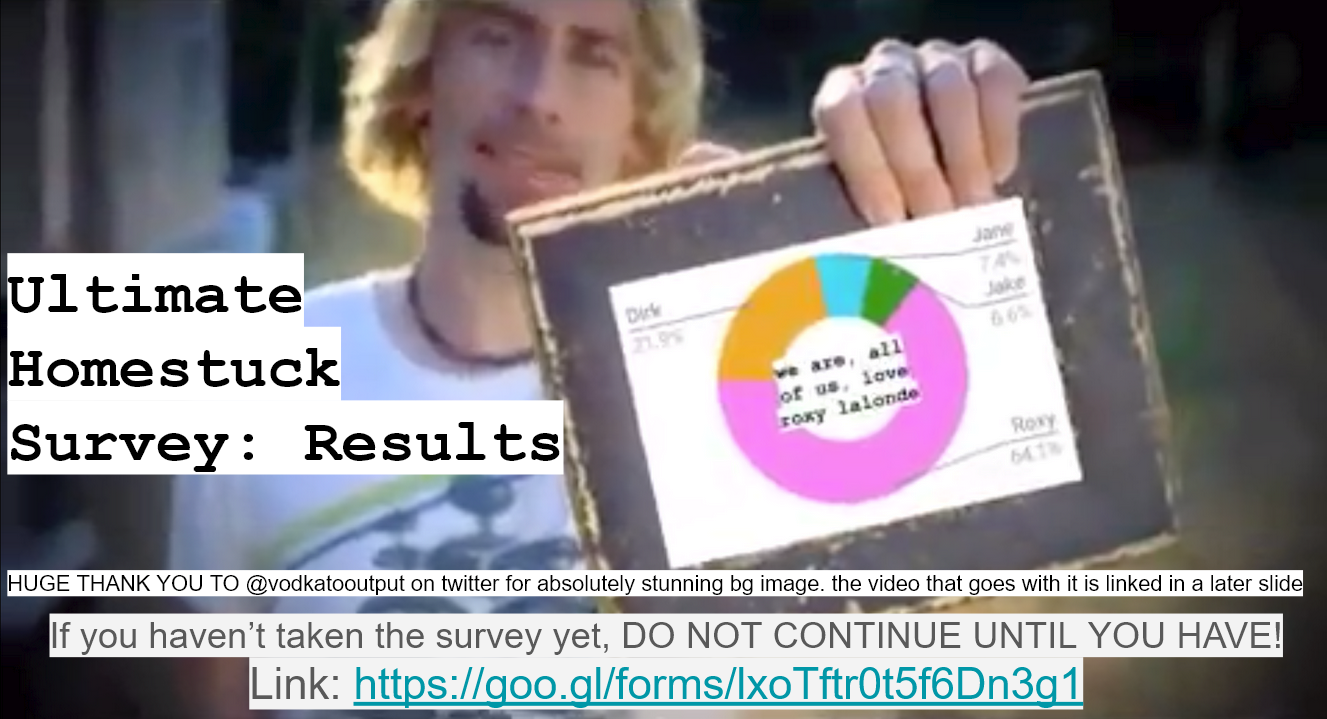 Ultimate
Homestuck
Survey: Results
Jane
7.4%
Jake
6.6%
Dirk
21.9%
we are, all
of us, love
roxy lalonde
Roxy
64.1%
HUGE THANK YOU TO @vodkatooutput on twitter for absolutely stunning bg image. the video that goes with it is linked in a later slide
If you haven’t taken the survey yet, DO NOT CONTINUE UNTIL YOU HAVE!
Link: https://goo.gl/forms/lxoTftr0t5f6Dn3g1